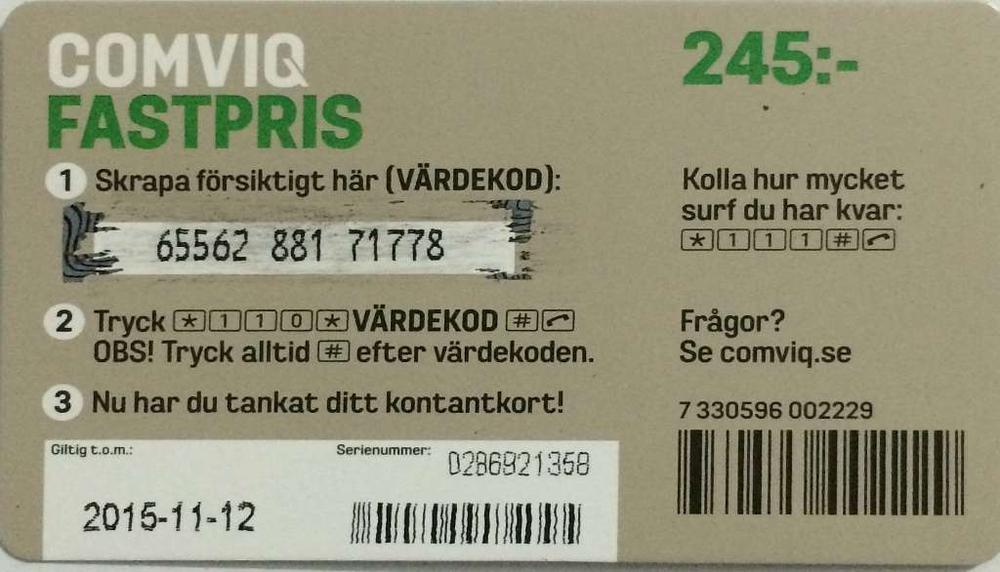 COMVIQ
FASTPRIS
245:-
1 Skrapa försiktigt här (VÄRDEKOD):
65562 881 71778
2 Tryck *110*VÄRDEKOD #
OBS! Tryck alltid # efter värdekoden.
3 Nu har du tankat ditt kontantkort!
Giltig t.o.m.:
2015-11-12
Serienummer:
0286921358
Kolla hur mycket
surf du har kvar:
*111#
Frågor?
Se comviq.se
7 330596 002229